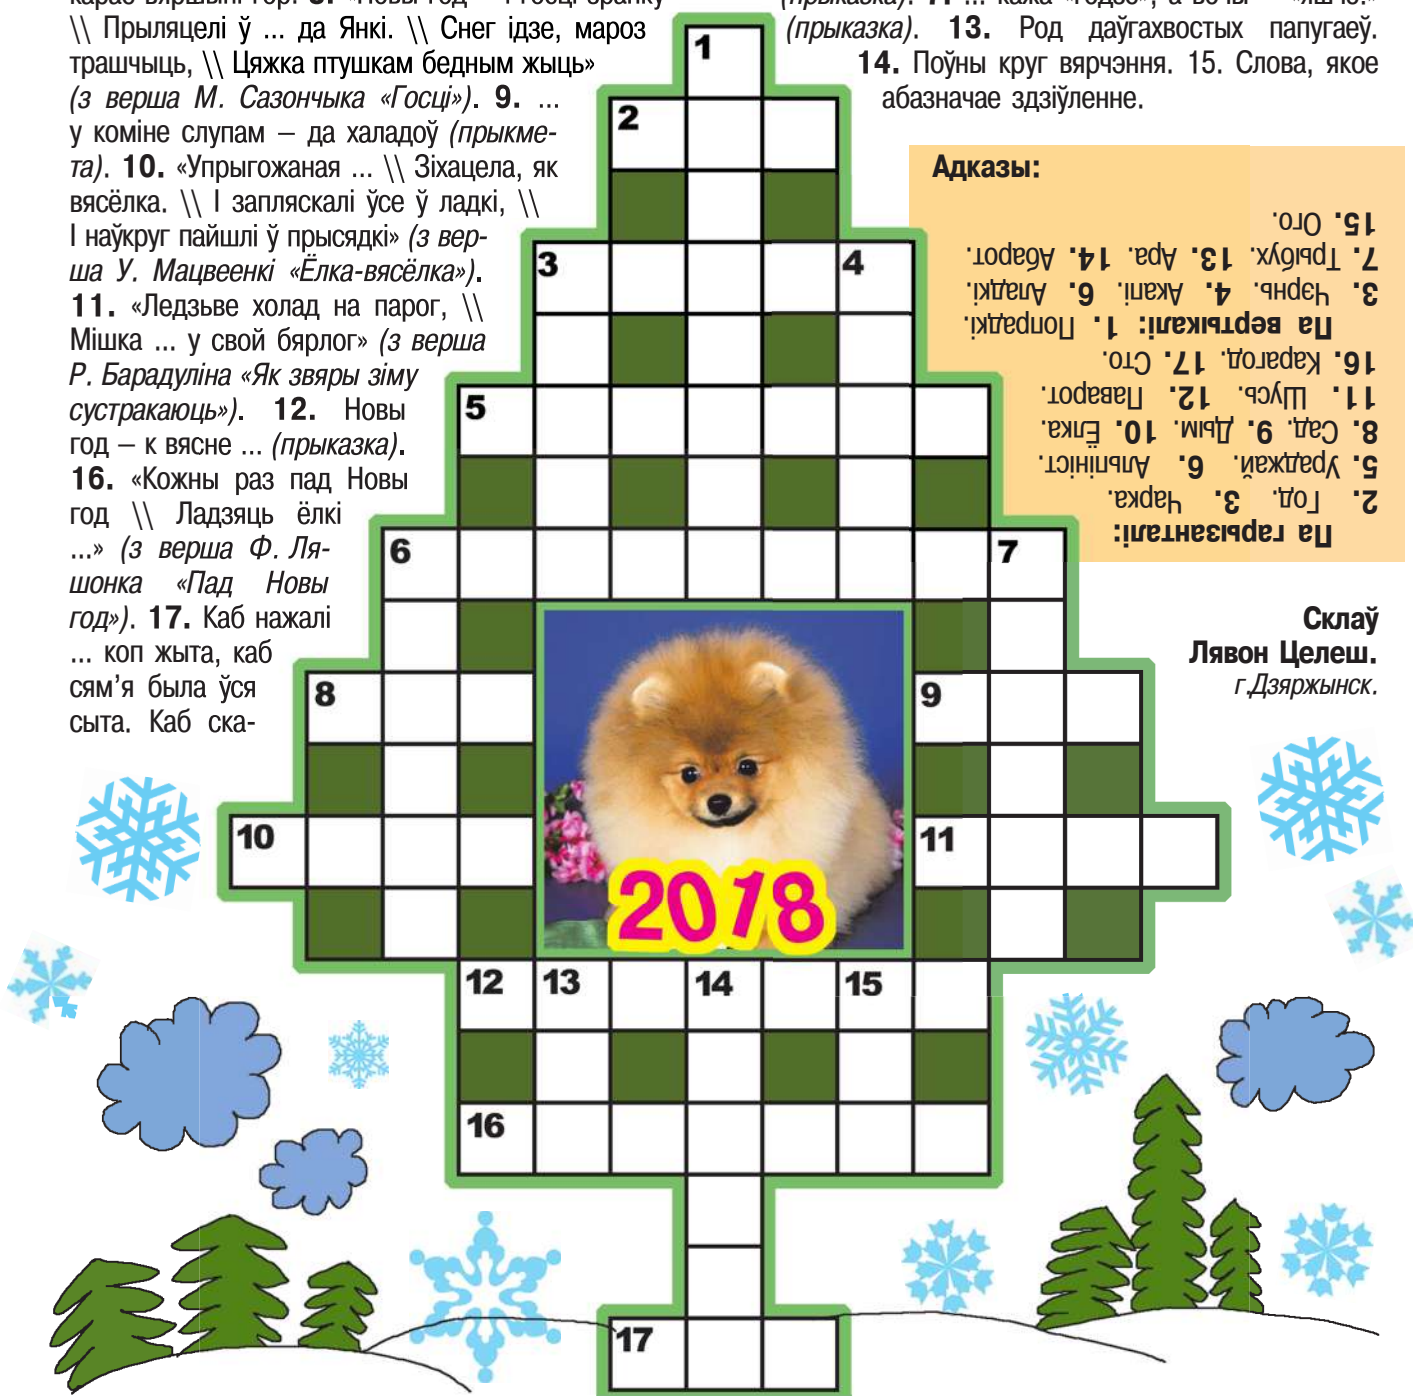 \\ Прыляцелі ў ... да Янкі. \\ Снег ідзе, мароз
трашчыць, \\ Цяжка птушкам бедным жыць»
(з верша М. Сазончыка «Госці»). 9. ...
у коміне слупам – да халадоў (прыкме-
та). 10. «Упрыгожаная ... \\ Зіхацела, як
вясёлка. \\ І запляскалі ўсе ў ладкі, \\
І наўкруг пайшлі ў прысядкі» (з вер-
ша У. Мацвеенкі «Ёлка-вясёлка»).
11. «Ледзьве холад на парог, \\
Мішка ... у свой бярлог» (з верша
Р. Барадуліна «Як звяры зіму
сустракаюць»). 12. Новы
год – к вясне ... (прыказка).
16. «Кожны раз пад Новы
год \\ Ладзяць ёлкі
...» (з верша Ф. Ля-
шонка «Пад Новы
год»). 17. Каб нажалі
... коп жыта, каб
сям'я была ўся
сыта. Каб ска-
(прыказка). 13. Род даўгахвостых папугаеў.
14. Поўны круг вярчэння. 15. Слова, якое
абазначае здзіўленне.
Адказы:
Па гарызанталі:
2. Год. 3. Чарка.
5. Ураджай. 6. Альпініст.
8. Сад. 9. Дым. 10. Ёлка.
11. Шусь. 12. Паварот.
16. Карагод. 17. Сто.
Па вертыкалі: 1. Попрадкі.
3. Чэрнь. 4. Акалі. 6. Аладкі.
7. Трыбух. 13. Ара. 14. Абарот.
15. Ого.
Склаў
Лявон Целеш.
г.Дзяржынск.
1
2
3 4
5
6 7
8 9
10 11
2018
12 13 14 15
16
17